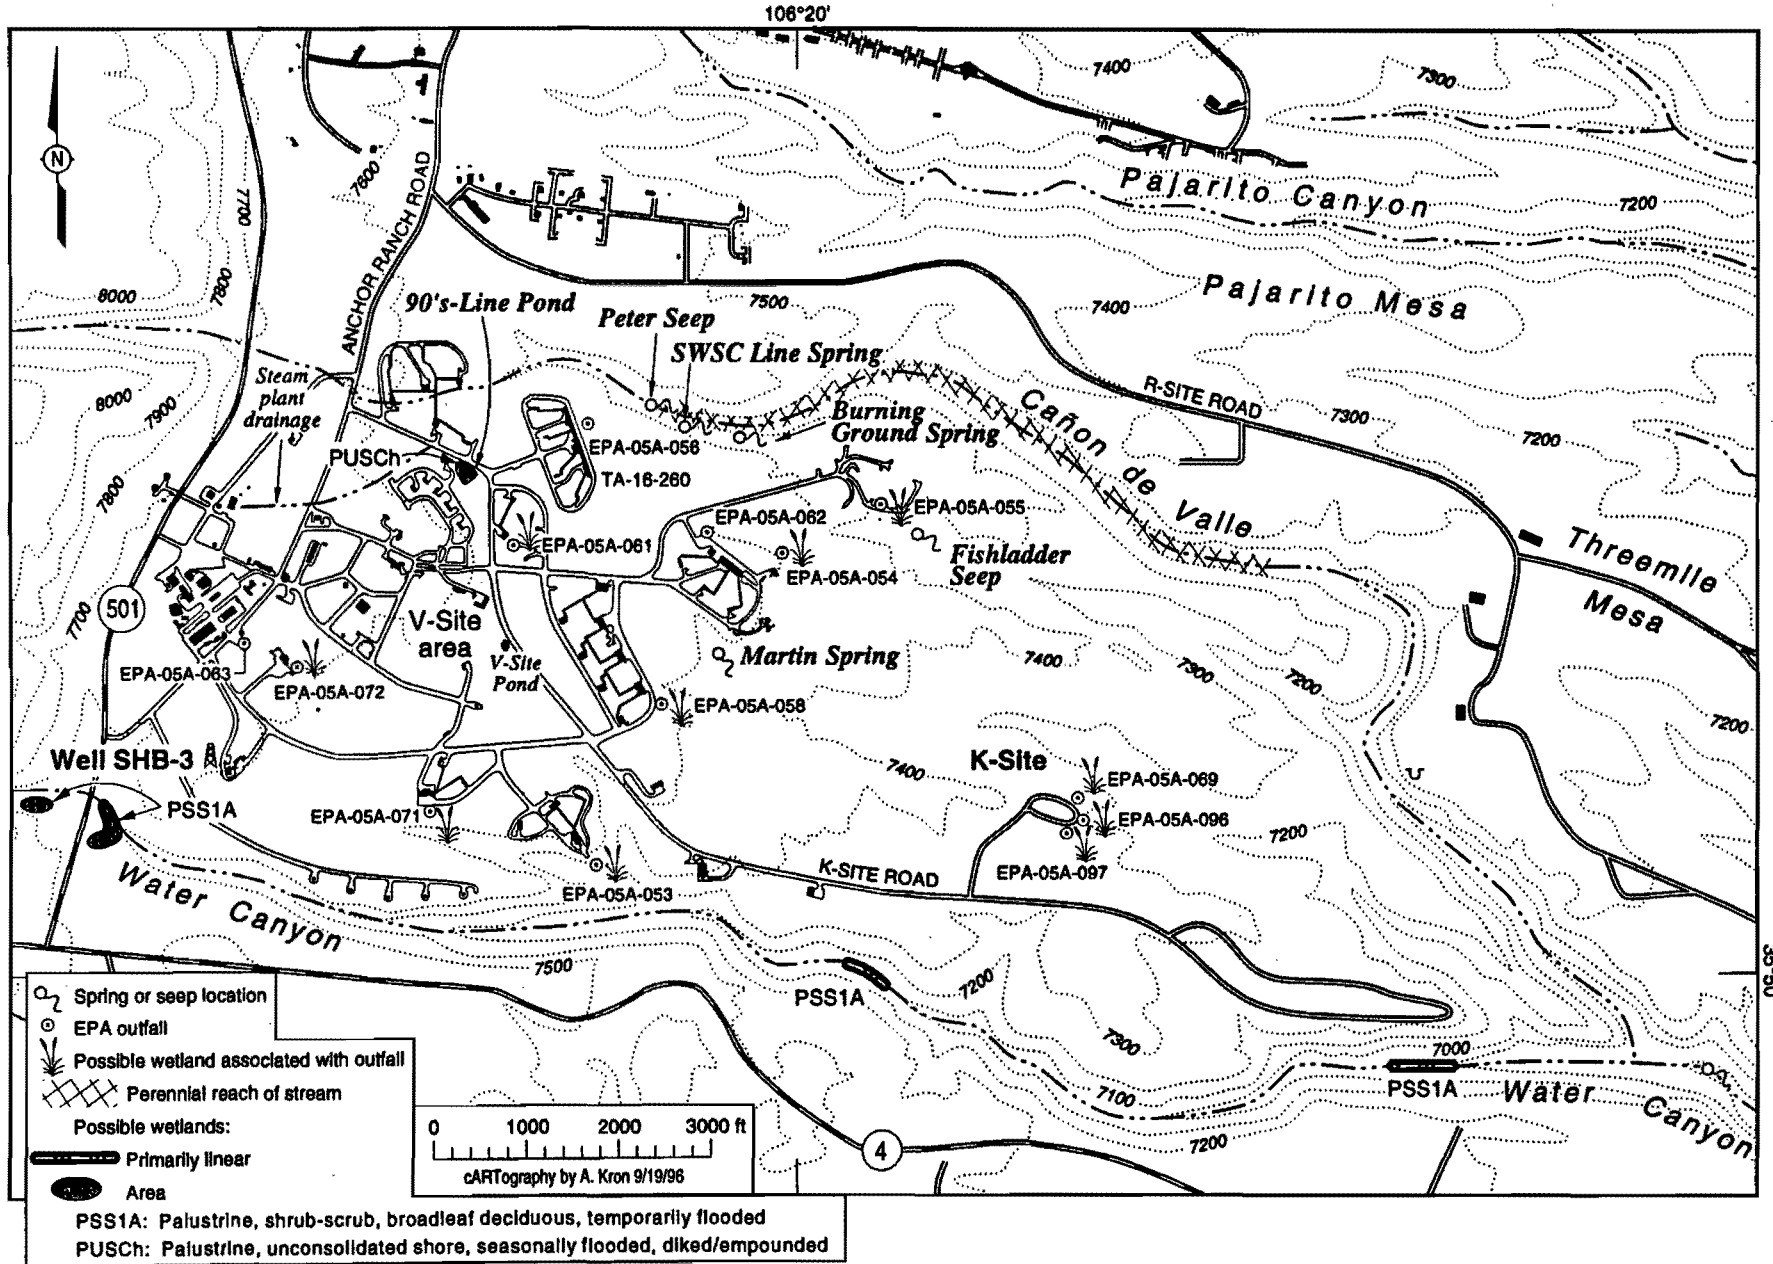 106°20'
7400
7300
N
7600
7700
ANCHOR RANCH ROAD
Pajarito Canyon
7200
8000
7800
90's-Line Pond
7500
Pajarito Mesa
7400
Peter Seep
SWSC Line Spring
Steam
plant
drainage
8000
7900
R-SITE ROAD
7300
7200
Cañon de Valle
Burning
Ground Spring
PUSCh
EPA-05A-056
TA-16-260
7800
EPA-05A-062
EPA-05A-055
EPA-05A-061
Fishladder
Seep
EPA-05A-054
Threemile
Mesa
501
7700
V-Site
area
V-Site
Pond
Martin Spring
7400
7300
7200
EPA-05A-063
EPA-05A-072
EPA-05A-058
7200
Well SHB-3
K-Site
7400
EPA-05A-069
PSS1A
EPA-05A-071
EPA-05A-096
7200
EPA-05A-097
EPA-05A-053
K-SITE ROAD
Water Canyon
7500
PSS1A
7200
35°50'
7300
7000
PSS1A
Water Canyon
7100
7200
4
Spring or seep location
EPA outfall
Possible wetland associated with outfall
Perennial reach of stream
Possible wetlands:
Primarily linear
Area
0 1000 2000 3000 ft
cARTography by A. Kron 9/19/96
PSS1A: Palustrine, shrub-scrub, broadleaf deciduous, temporarily flooded
PUSCh: Palustrine, unconsolidated shore, seasonally flooded, diked/empounded